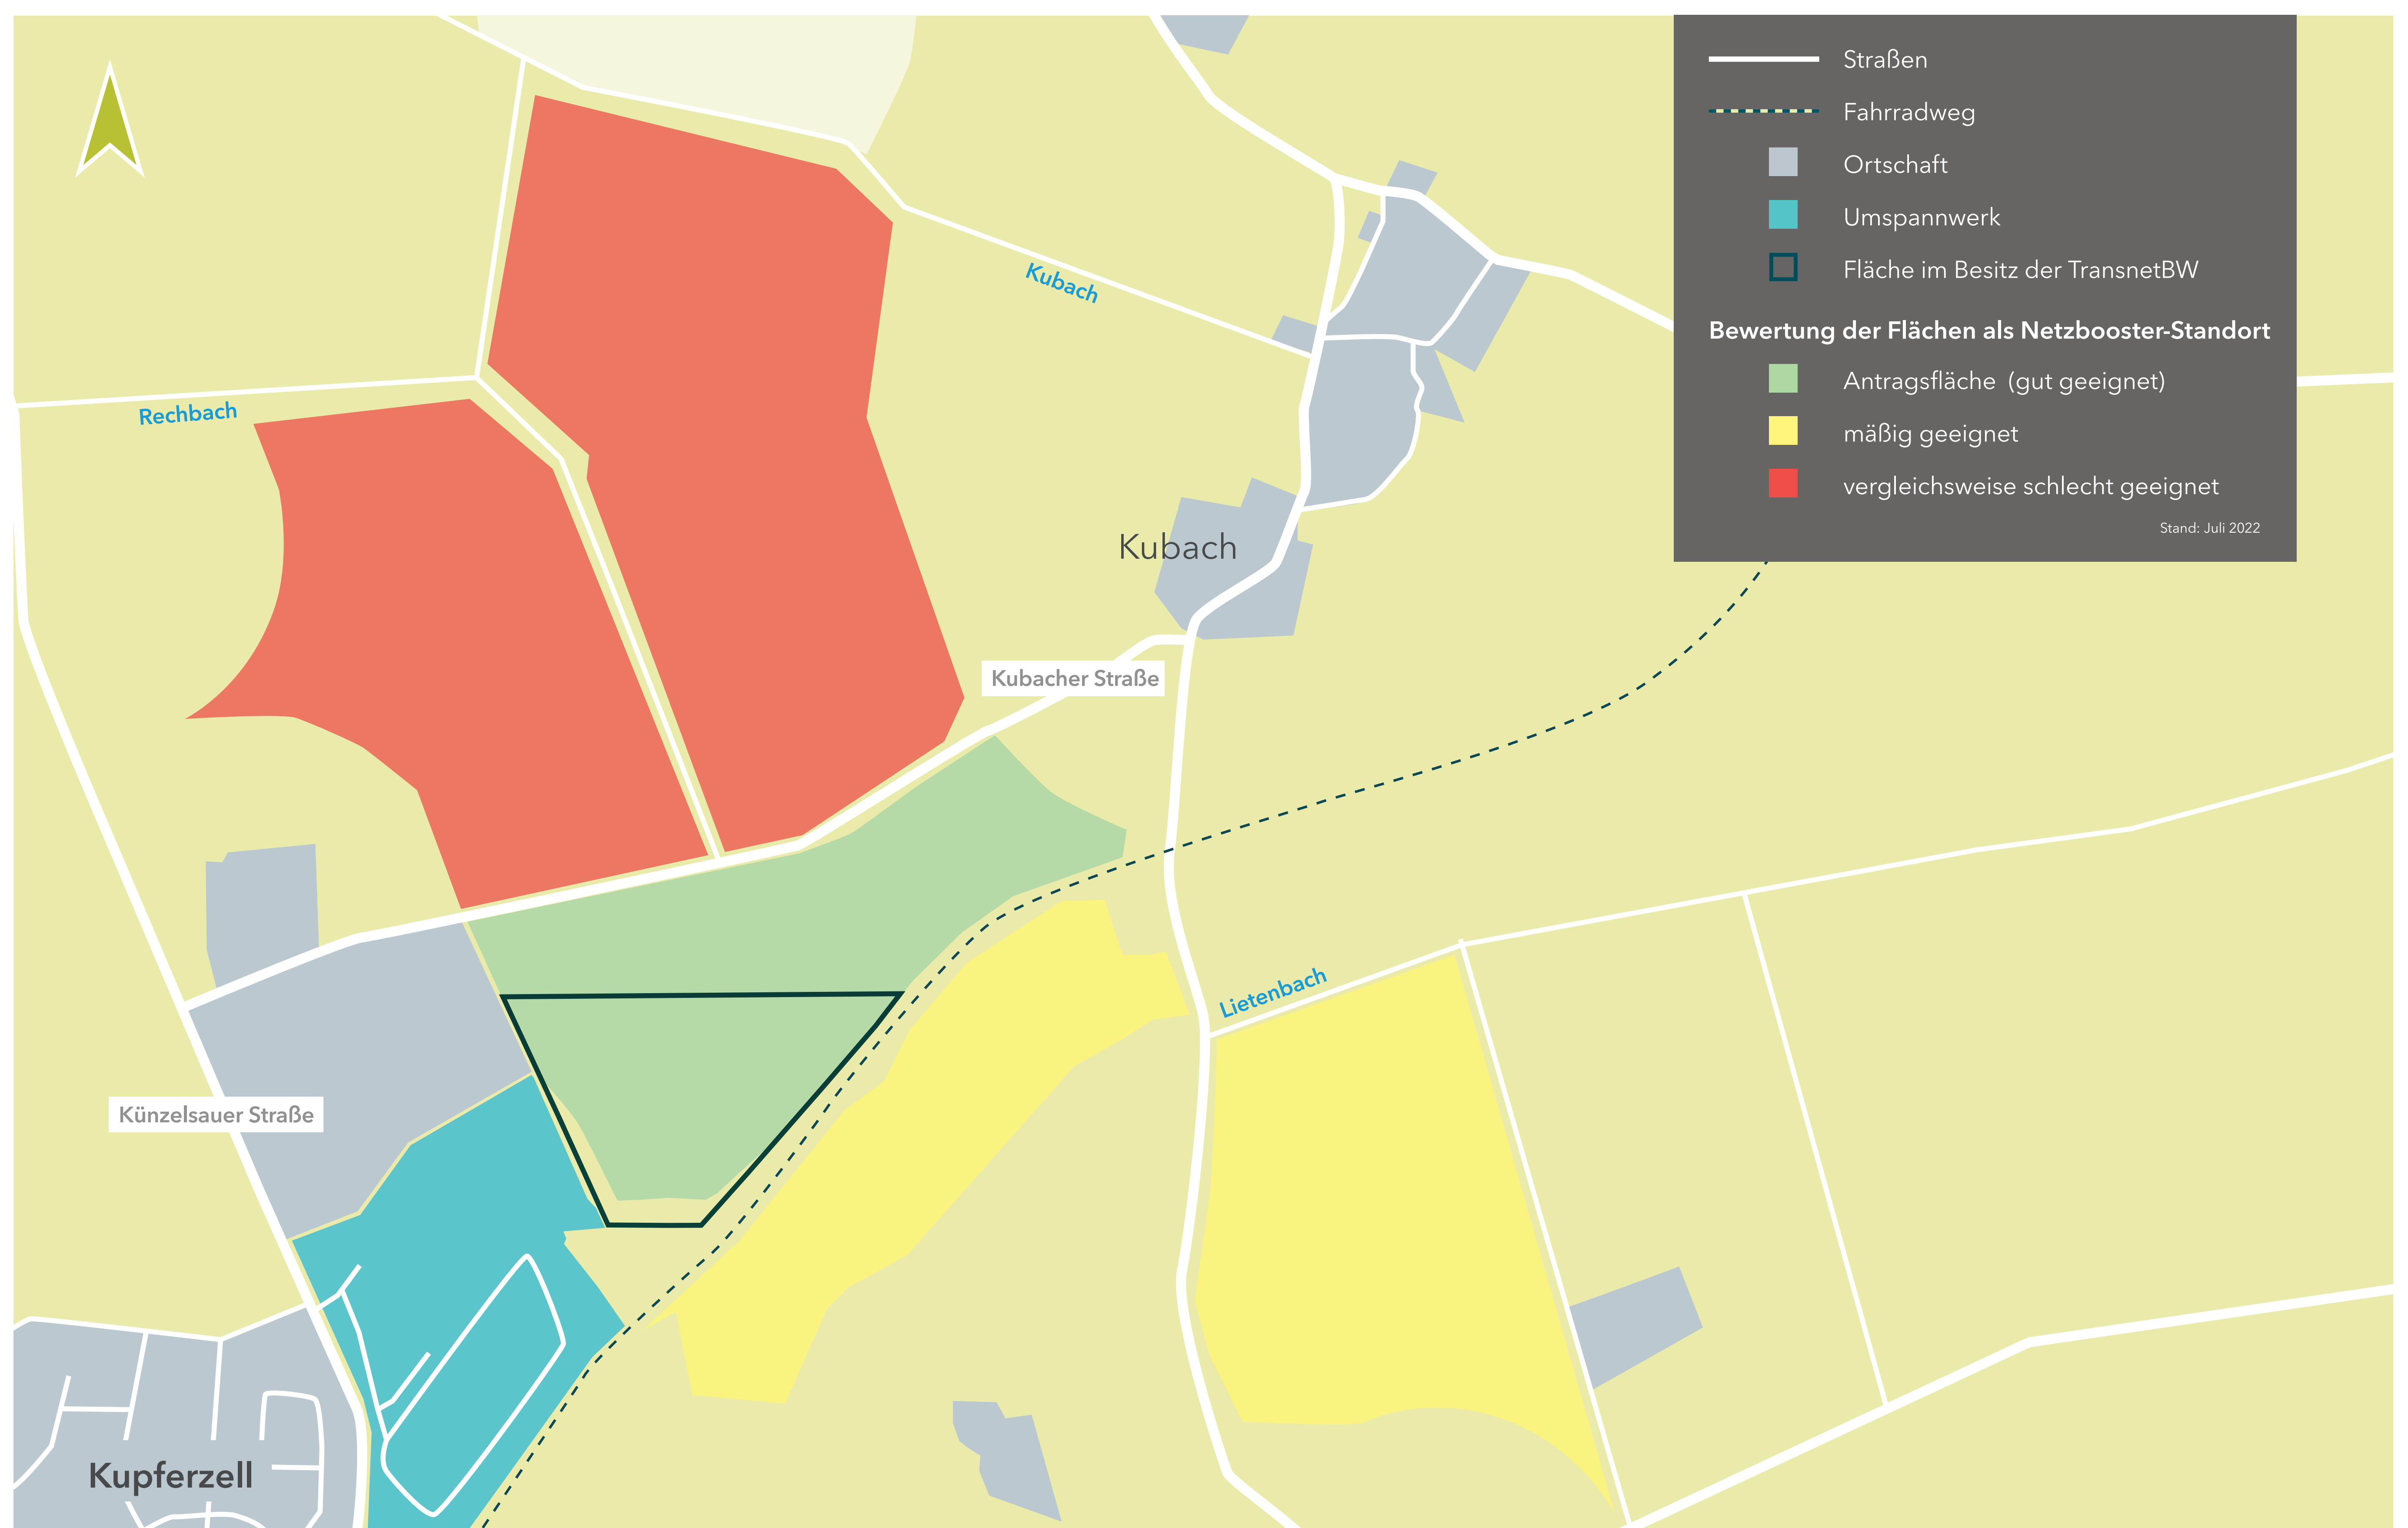 Straßen
Fahrradweg
Ortschaft
Umspannwerk
Fläche im Besitz der TransnetBW
Bewertung der Flächen als Netzbooster-Standort
Antragsfläche (gut geeignet)
mäßig geeignet
vergleichsweise schlecht geeignet
Stand: Juli 2022
Kubach
Rechbach
Kubach
Kubacher Straße
Lietenbach
Künzelsauer Straße
Kupferzell